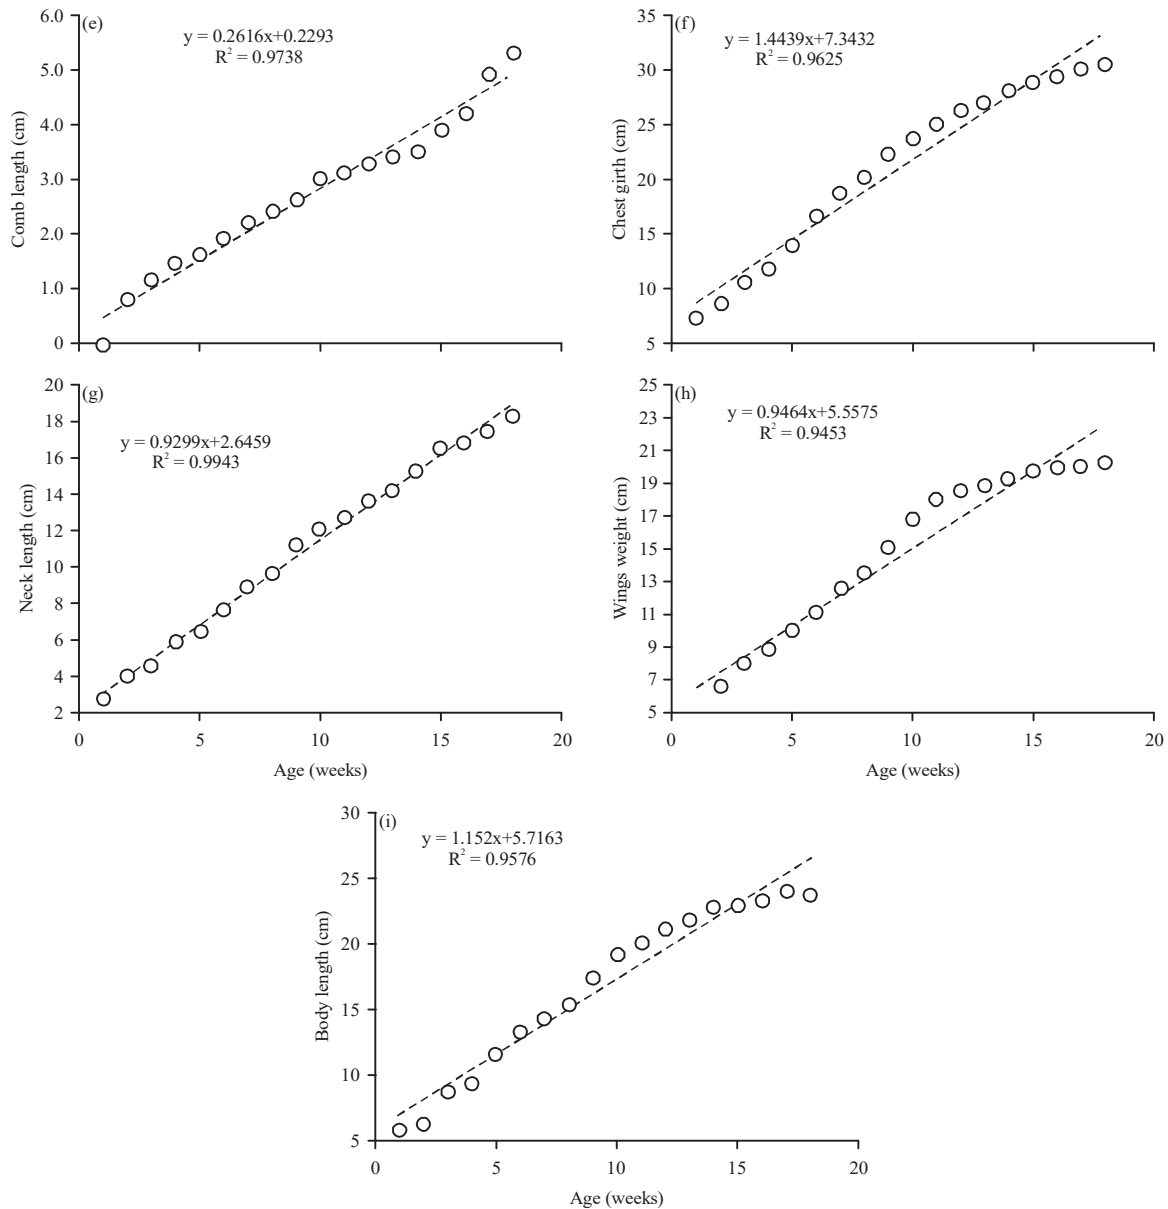 (e)
y = 0.2616x+0.2293
R² = 0.9738
6.0
5.0
4.0
3.0
2.0
1.0
0
Comb length (cm)
(f)
y = 1.4439x+7.3432
R² = 0.9625
35
30
25
20
15
10
5
Chest girth (cm)
0
5
10
15
20
(g)
y = 0.9299x+2.6459
R² = 0.9943
20
18
16
14
12
10
8
6
4
2
Neck length (cm)
0
5
10
15
20
Age (weeks)
(h)
y = 0.9464x+5.5575
R² = 0.9453
25
23
21
19
17
15
13
11
9
7
5
Wings weight (cm)
0
5
10
15
20
Age (weeks)
(i)
y = 1.152x+5.7163
R² = 0.9576
30
25
20
15
10
5
Body length (cm)
0
5
10
15
20
Age (weeks)